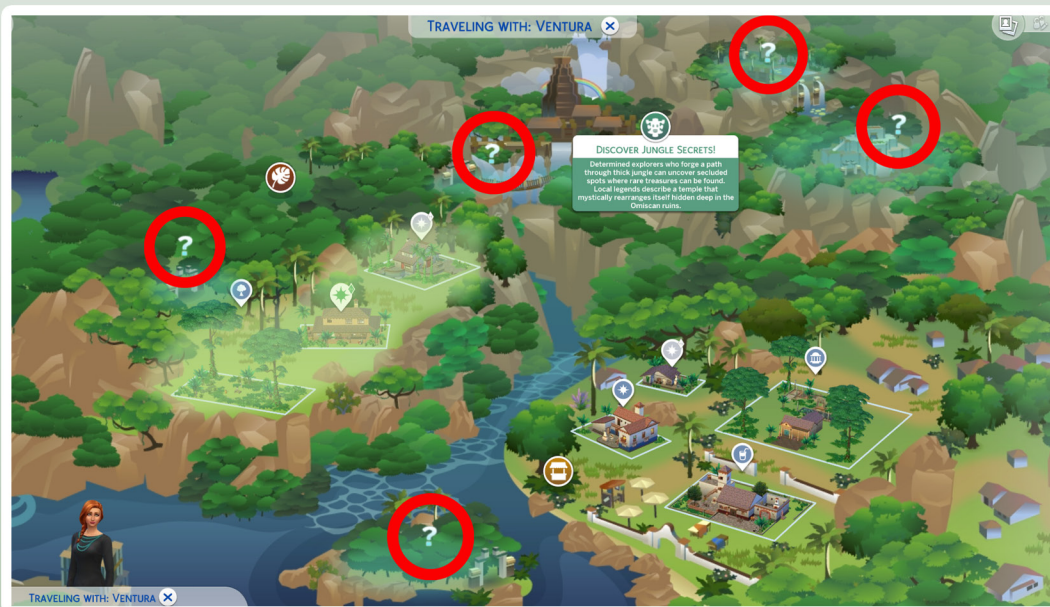 TRAVELING WITH: VENTURA
?
?
?
DISCOVER JUNGLE SECRETS!
Determined explorers who forge a path
through thick jungle can uncover secluded
spots where rare treasures can be found.
Local legends describe a temple that
mystically rearranges itself hidden deep in the
Omiscan ruins.
?
?
TRAVELING WITH: VENTURA